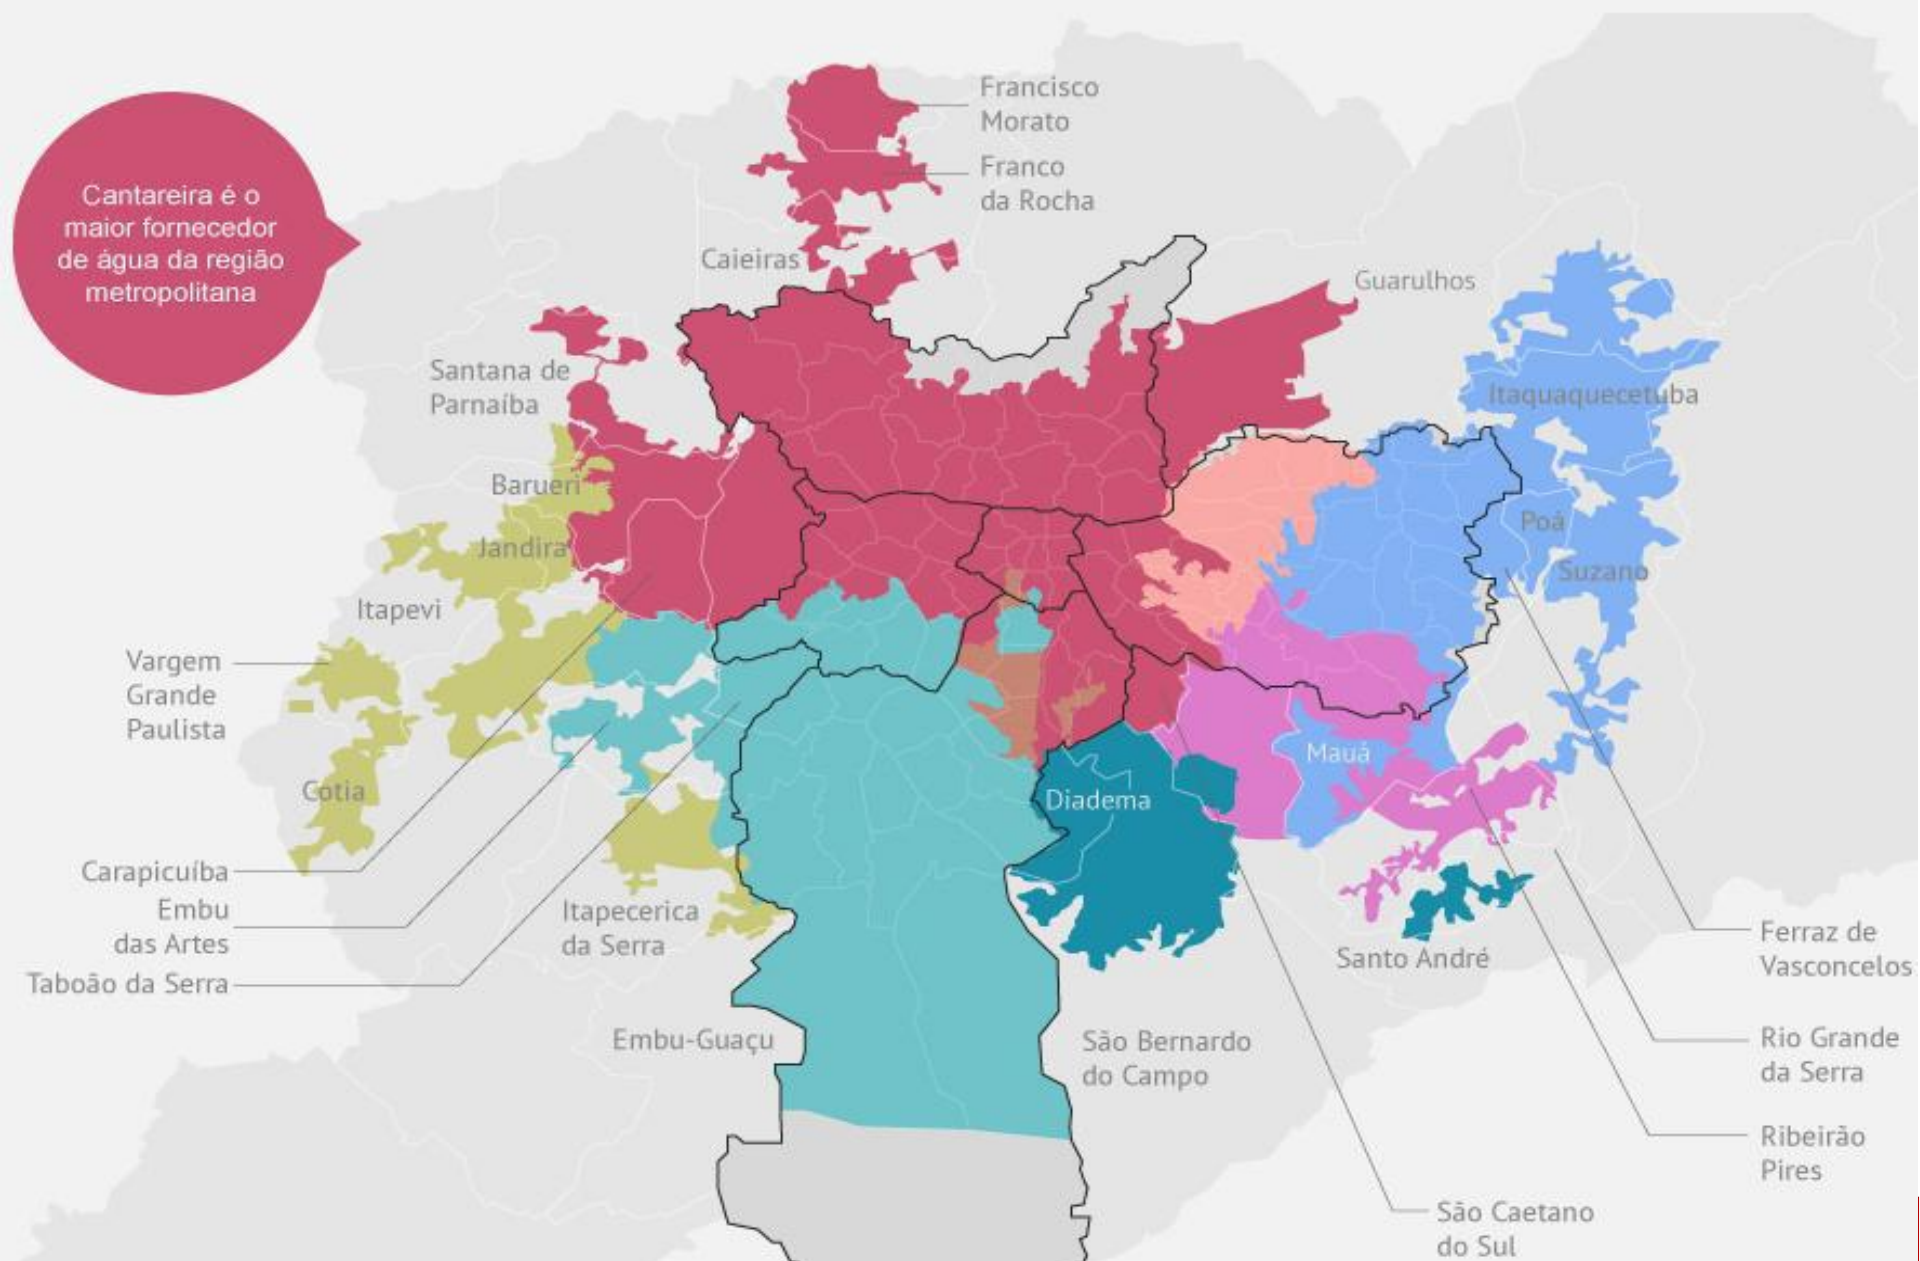 Cantareira é o
maior fornecedor
de água da região
metropolitana
Francisco
Morato
Franco
da Rocha
Caieiras
Guarulhos
Santana de
Parnaíba
Itaquaquecetuba
Barueri
Jandira
Poá
Suzano
Itapevi
Vargem
Grande
Paulista
Cotia
Mauá
Diadema
Carapicuíba
Embu
das Artes
Taboão da Serra
Itapecerica
da Serra
Santo André
Ferraz de
Vasconcelos
Embu-Guaçu
São Bernardo
do Campo
Rio Grande
da Serra
Ribeirão
Pires
São Caetano
do Sul